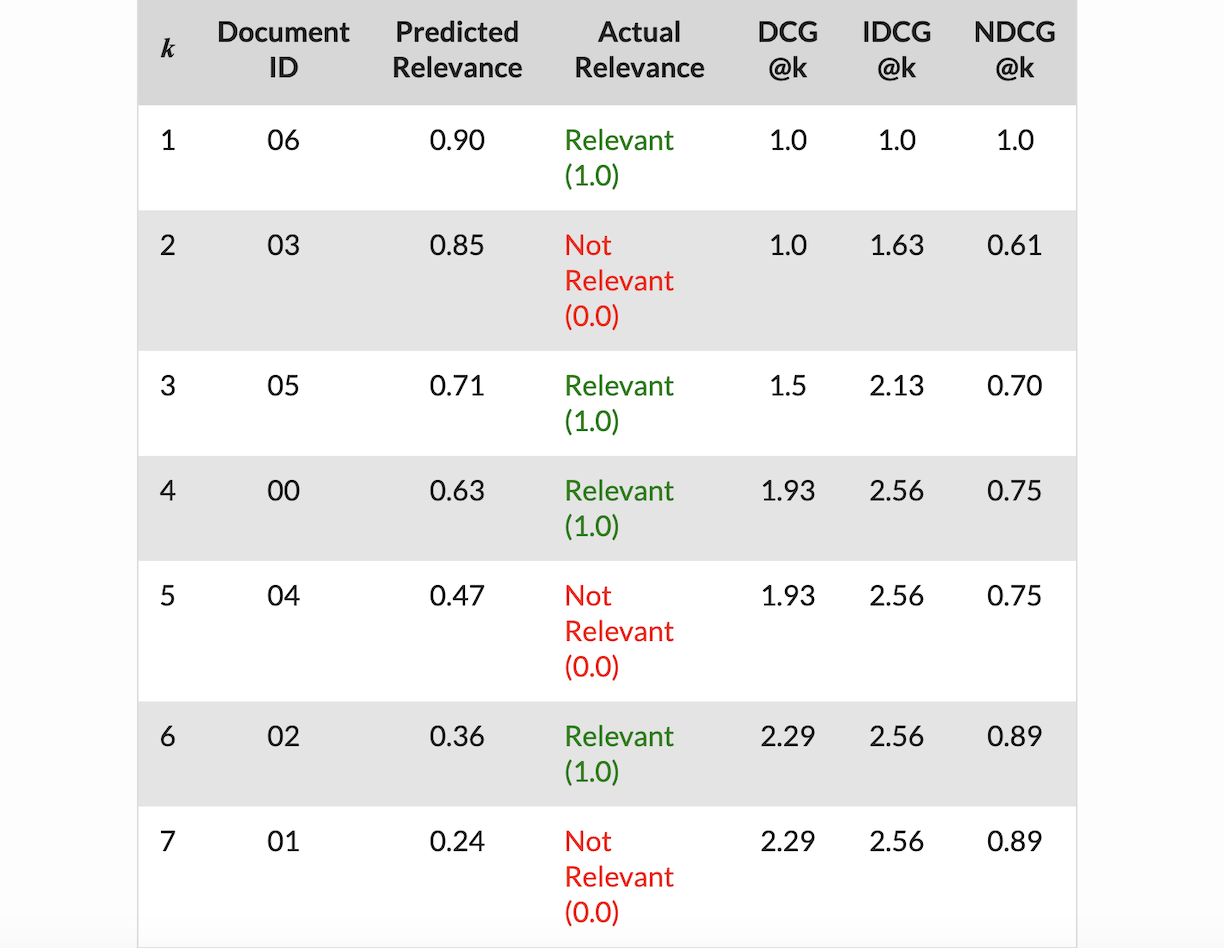 k Document ID Predicted Relevance Actual Relevance DCG @k IDCG @k NDCG @k
1 06 0.90 Relevant (1.0) 1.0 1.0 1.0
2 03 0.85 Not Relevant (0.0) 1.0 1.63 0.61
3 05 0.71 Relevant (1.0) 1.5 2.13 0.70
4 00 0.63 Relevant (1.0) 1.93 2.56 0.75
5 04 0.47 Not Relevant (0.0) 1.93 2.56 0.75
6 02 0.36 Relevant (1.0) 2.29 2.56 0.89
7 01 0.24 Not Relevant (0.0) 2.29 2.56 0.89